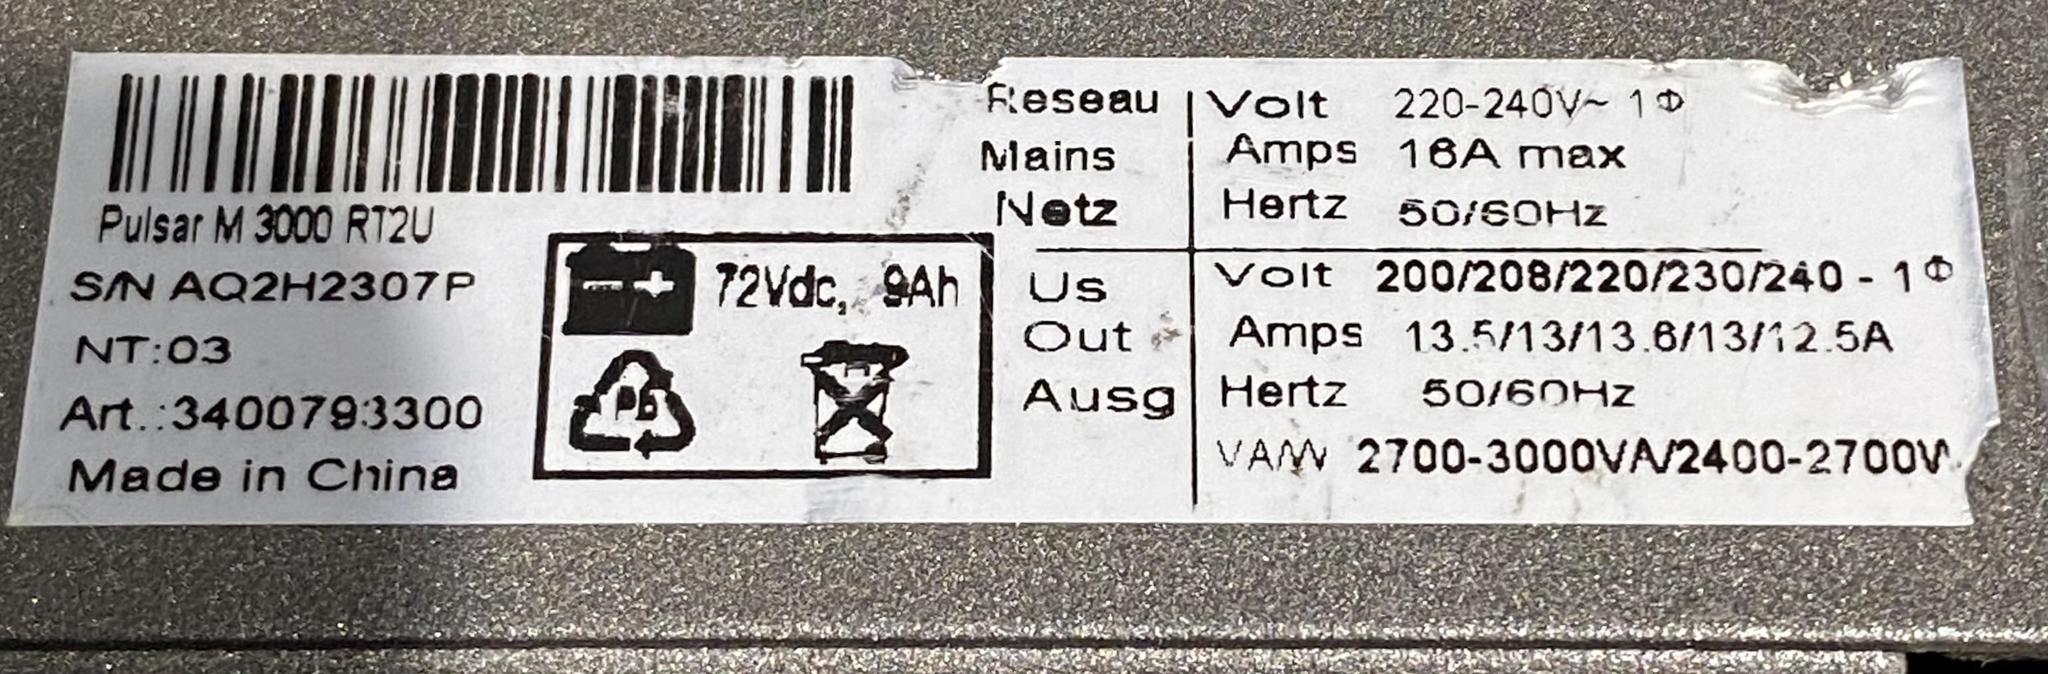 Pulsar M 3000 RT2U
S/N AQ2H2307P
NT:03
Art.:3400793300
Made in China
72Vdc, 9Ah
Pb
Reseau
Mains
Netz
Volt 220-240V~ 1Φ
Amps 16A max
Hertz 50/60Hz
Us
Out
Ausg
Volt 200/208/220/230/240 - 1Φ
Amps 13.5/13/13.6/13/12.5A
Hertz 50/60Hz
VA/W 2700-3000VA/2400-2700W